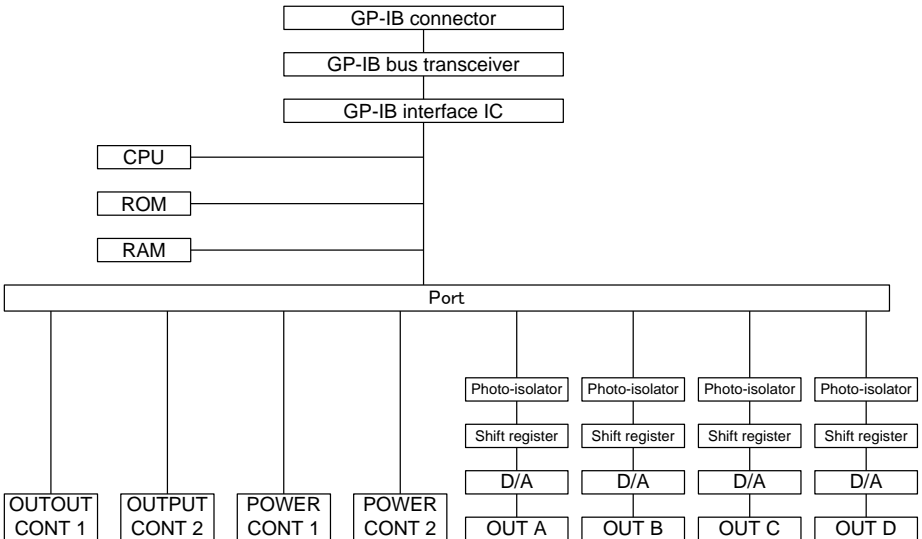 GP-IB connector
GP-IB bus transceiver
GP-IB interface IC
CPU
ROM
RAM
Port
Photo-isolator Photo-isolator Photo-isolator Photo-isolator
Shift register Shift register Shift register Shift register
D/A D/A D/A D/A
OUTOUT OUTPUT POWER POWER
CONT 1 CONT 2 CONT 1 CONT 2 OUT A OUT B OUT C OUT D